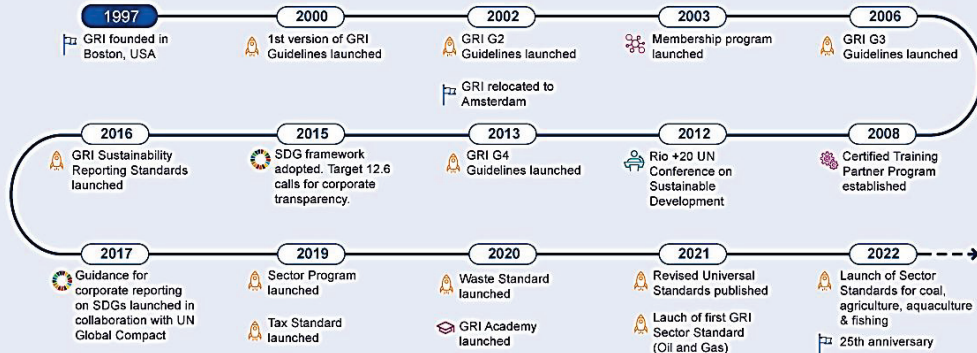 1997
GRI founded in
Boston, USA
2000
1st version of GRI
Guidelines launched
2002
GRI G2
Guidelines launched
GRI relocated to
Amsterdam
2003
Membership program
launched
2006
GRI G3
Guidelines launched
2016
GRI Sustainability
Reporting Standards
launched
2015
SDG framework
adopted. Target 12.6
calls for corporate
transparency.
2013
GRI G4
Guidelines launched
2012
Rio +20 UN
Conference on
Sustainable
Development
2008
Certified Training
Partner Program
established
2017
Guidance for
corporate reporting
on SDGs launched in
collaboration with UN
Global Compact
2019
Sector Program
launched
Tax Standard
launched
2020
Waste Standard
launched
GRI Academy
launched
2021
Revised Universal
Standards published
Lauch of first GRI
Sector Standard
(Oil and Gas)
2022
Launch of Sector
Standards for coal,
agriculture, aquaculture
& fishing
25th anniversary